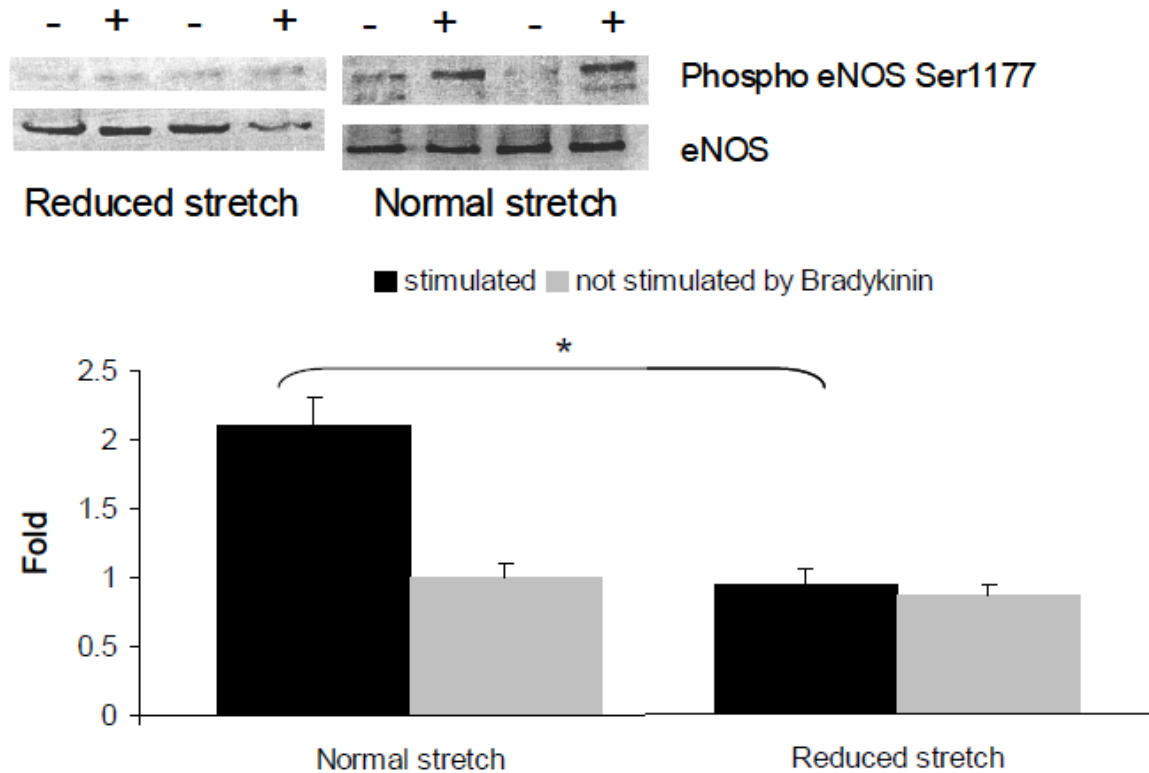 - + - + - + - +
Phospho eNOS Ser1177
eNOS
Reduced stretch Normal stretch
stimulated not stimulated by Bradykinin
*
2.5
2
1.5
1
0.5
0
Fold
Normal stretch Reduced stretch